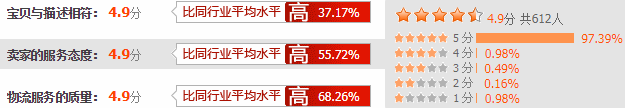 宝贝与描述相符： 4.9分 比同行业平均水平 高 37.17%
卖家的服务态度： 4.9分 比同行业平均水平 高 55.72%
物流服务的质量： 4.9分 比同行业平均水平 高 68.26%
4.9分 共612人
5分 97.39%
4分 0.98%
3分 0.49%
2分 0.16%
1分 0.98%